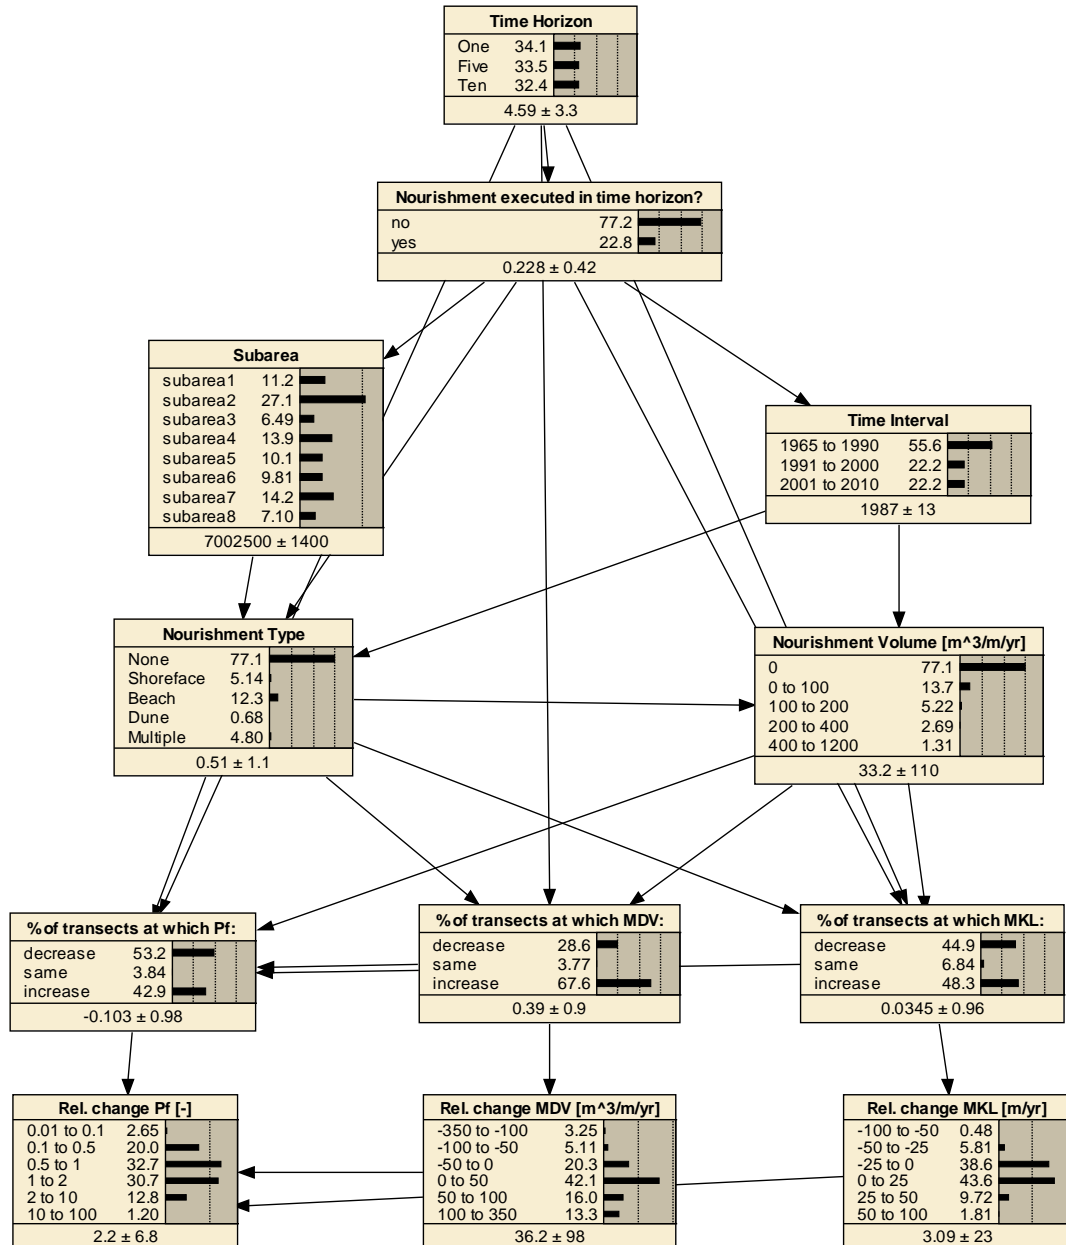 Time Horizon
One 34.1
Five 33.5
Ten 32.4
4.59 ± 3.3
Nourishment executed in time horizon?
no 77.2
yes 22.8
0.228 ± 0.42
Subarea
subarea1 11.2
subarea2 27.1
subarea3 6.49
subarea4 13.9
subarea5 10.1
subarea6 9.81
subarea7 14.2
subarea8 7.10
7002500 ± 1400
Time Interval
1965 to 1990 55.6
1991 to 2000 22.2
2001 to 2010 22.2
1987 ± 13
Nourishment Type
None 77.1
Shoreface 5.14
Beach 12.3
Dune 0.68
Multiple 4.80
0.51 ± 1.1
Nourishment Volume [m^3/m/yr]
0 77.1
0 to 100 13.7
100 to 200 5.22
200 to 400 2.69
400 to 1200 1.31
33.2 ± 110
% of transects at which Pf:
decrease 53.2
same 3.84
increase 42.9
-0.103 ± 0.98
% of transects at which MDV:
decrease 28.6
same 3.77
increase 67.6
0.39 ± 0.9
% of transects at which MKL:
decrease 44.9
same 6.84
increase 48.3
0.0345 ± 0.96
Rel. change Pf [-]
0.01 to 0.1 2.65
0.1 to 0.5 20.0
0.5 to 1 32.7
1 to 2 30.7
2 to 10 12.8
10 to 100 1.20
2.2 ± 6.8
Rel. change MDV [m^3/m/yr]
-350 to -100 3.25
-100 to -50 5.11
-50 to 0 20.3
0 to 50 42.1
50 to 100 16.0
100 to 350 13.3
36.2 ± 98
Rel. change MKL [m/yr]
-100 to -50 0.48
-50 to -25 5.81
-25 to 0 38.6
0 to 25 43.6
25 to 50 9.72
50 to 100 1.81
3.09 ± 23